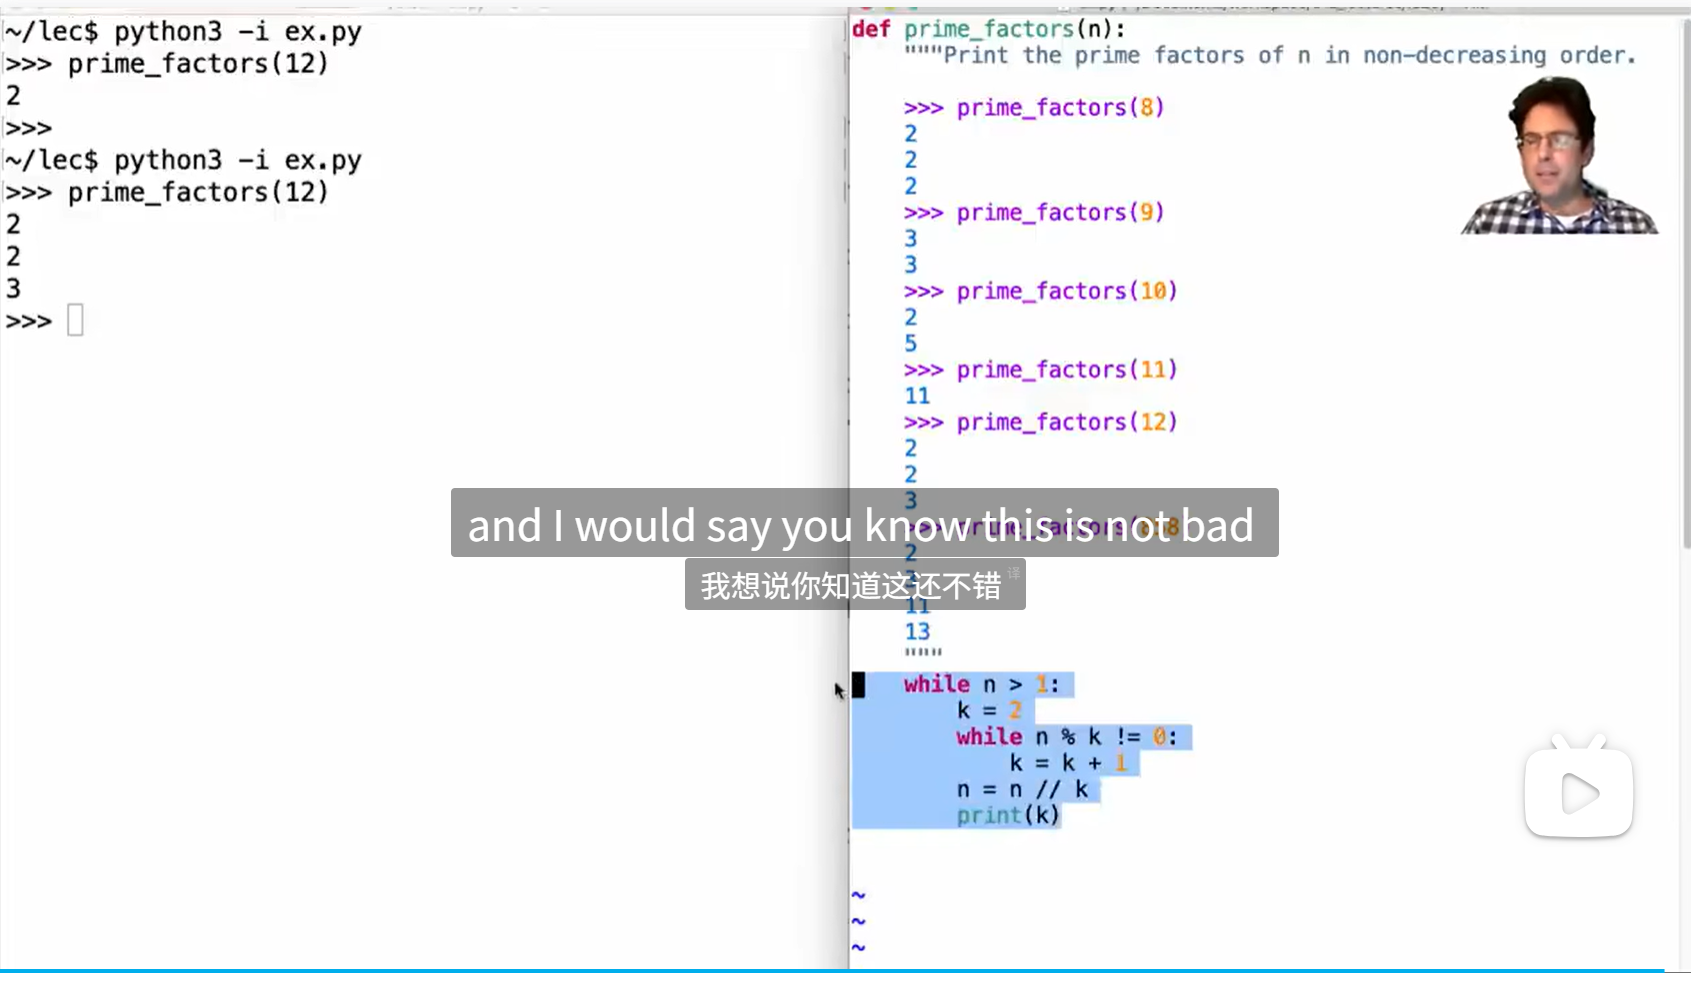 ~/lec$ python3 -i ex.py
>>> prime_factors(12)
2
>>>
~/lec$ python3 -i ex.py
>>> prime_factors(12)
2
2
3
>>>
def prime_factors(n):
"""Print the prime factors of n in non-decreasing order.
>>> prime_factors(8)
2
2
2
>>> prime_factors(9)
3
3
>>> prime_factors(10)
2
5
>>> prime_factors(11)
11
>>> prime_factors(12)
2
2
3
>>> prime_factors(858
2
3
11
13
"""
while n > 1:
k = 2
while n % k != 0:
k = k + 1
n = n // k
print(k)
~
~
~
and I would say you know this is not bad
我想说你知道这还不错
译